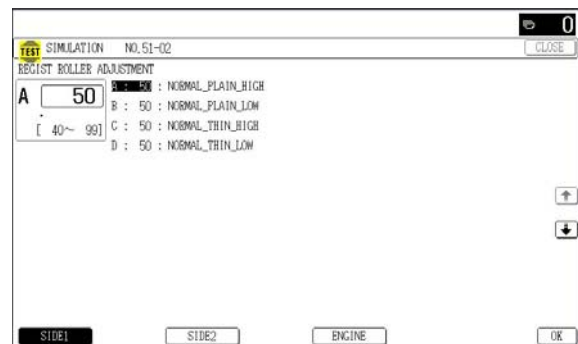 0
TEST SIMULATION NO.51-02 CLOSE
REGIST ROLLER ADJUSTMENT
A 50
[ 40~ 99]
A : 50 : NORMAL_PLAIN_HIGH
B : 50 : NORMAL_PLAIN_LOW
C : 50 : NORMAL_THIN_HIGH
D : 50 : NORMAL_THIN_LOW
SIDE1 SIDE2 ENGINE OK